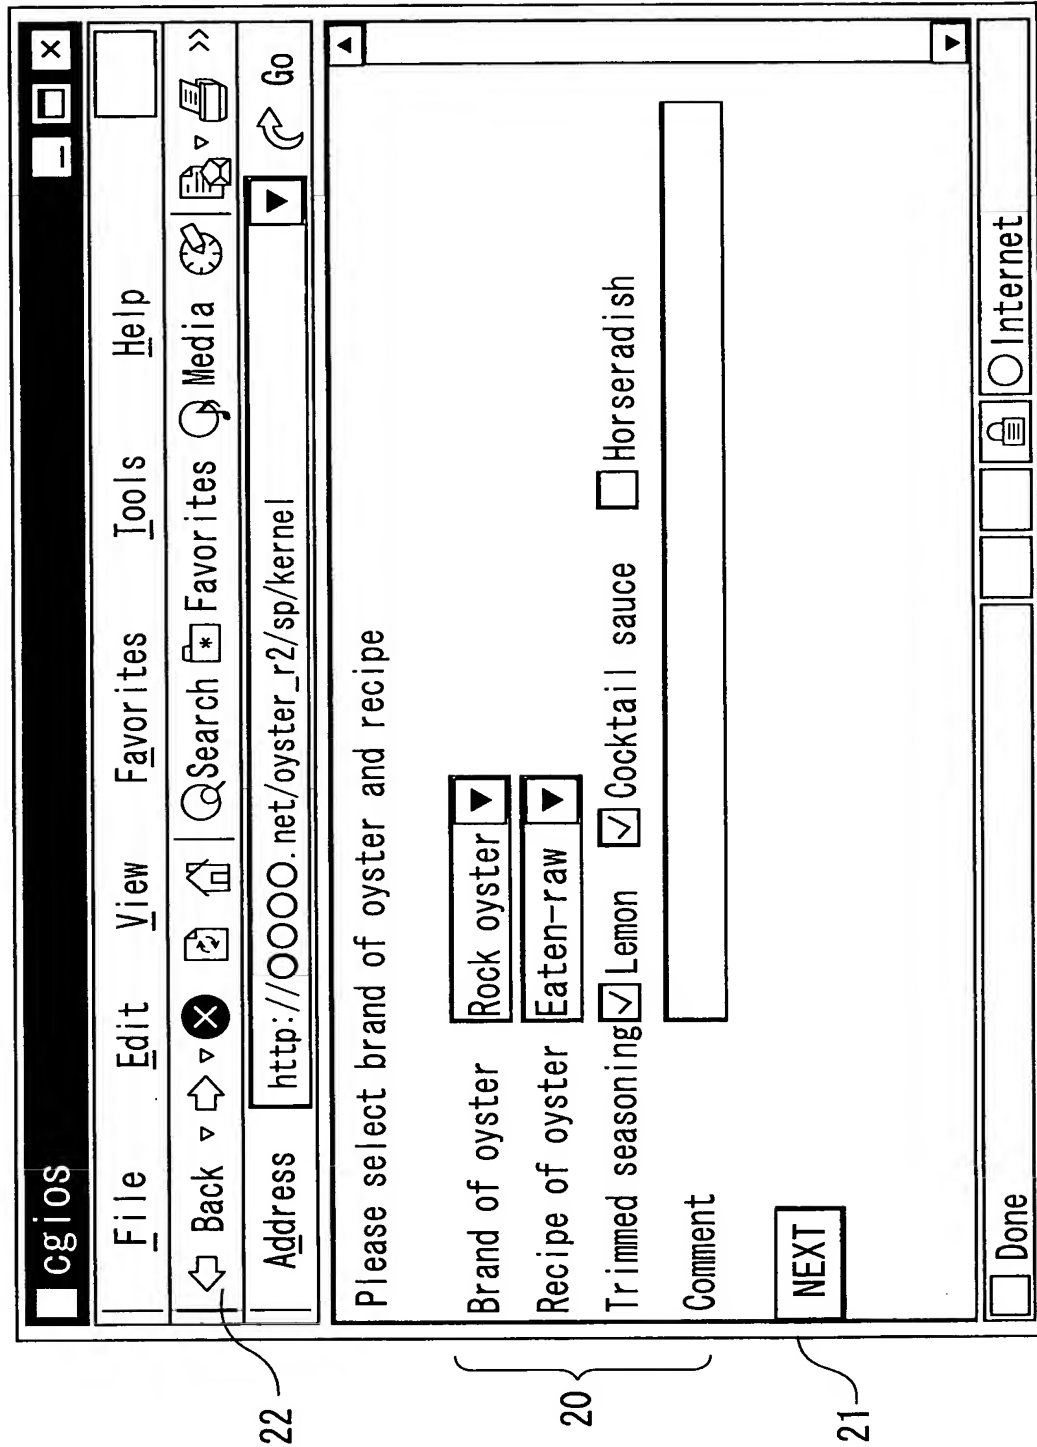 cgios
File Edit View Favorites Tools Help
Back Search Favorites Media »
Address http://○○○○.net/oyster_r2/sp/kernel Go
Please select brand of oyster and recipe
Brand of oyster Rock oyster
Recipe of oyster Eaten-raw
Trimmed seasoning Lemon Cocktail sauce Horseradish
Comment
NEXT
Done Internet
22
20
21